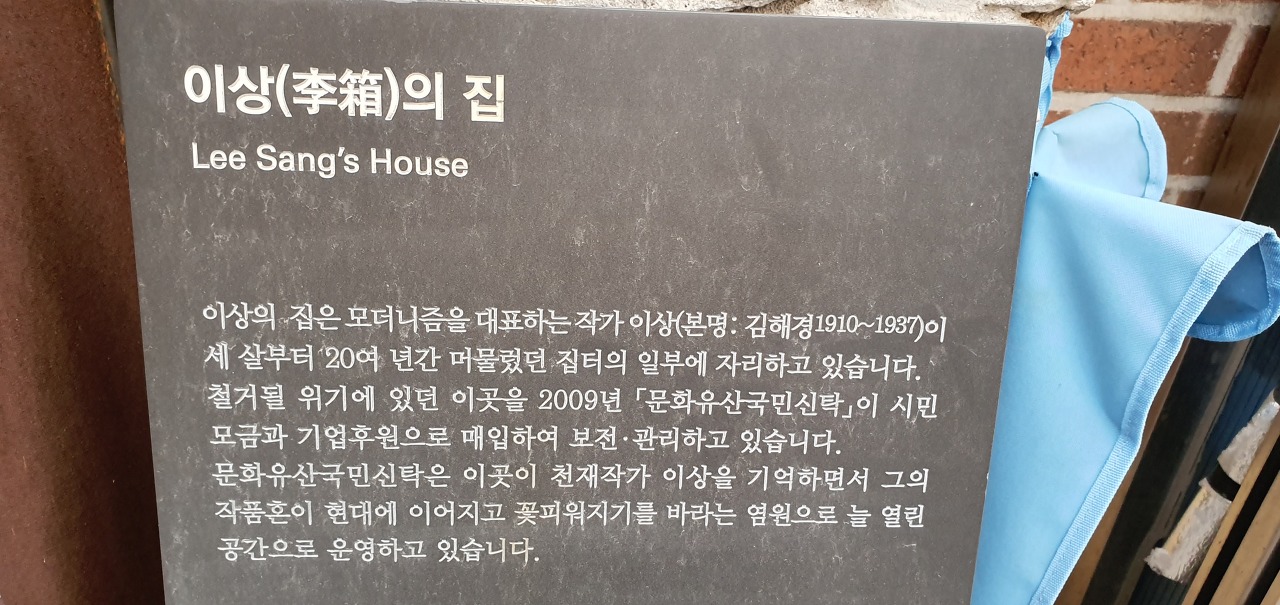 이상(李箱)의 집
Lee Sang's House
이상의 집은 모더니즘을 대표하는 작가 이상(본명: 김해경1910~1937)이
세 살부터 20여 년간 머물렀던 집터의 일부에 자리하고 있습니다.
철거될 위기에 있던 이곳을 2009년 「문화유산국민신탁」이 시민
모금과 기업후원으로 매입하여 보전·관리하고 있습니다.
문화유산국민신탁은 이곳이 천재작가 이상을 기억하면서 그의
작품혼이 현대에 이어지고 꽃피워지기를 바라는 염원으로 늘 열린
공간으로 운영하고 있습니다.